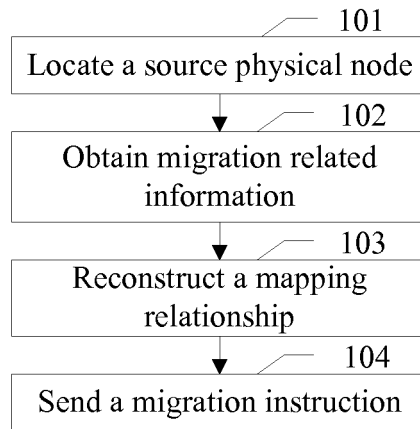 101
Locate a source physical node
102
Obtain migration related
information
103
Reconstruct a mapping
relationship
104
Send a migration instruction